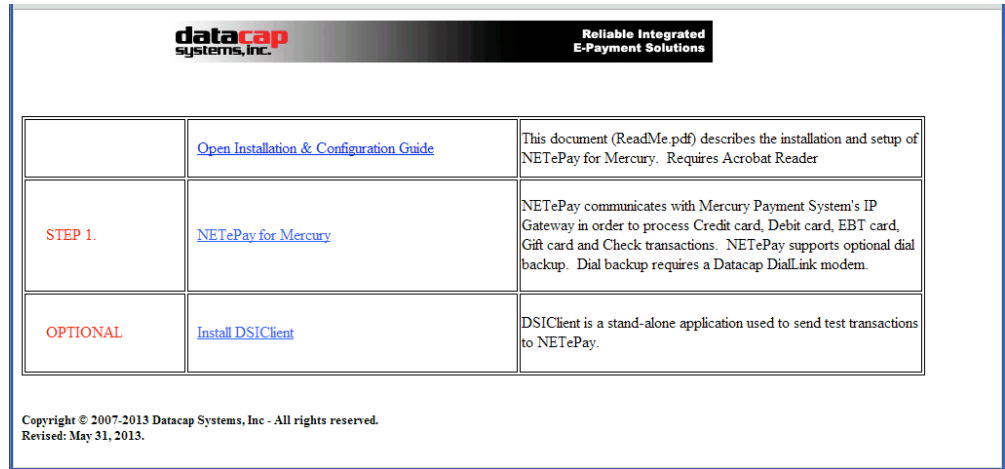 datacap
systems, inc.
Reliable Integrated
E-Payment Solutions
Open Installation & Configuration Guide
This document (ReadMe.pdf) describes the installation and setup of
NETePay for Mercury.  Requires Acrobat Reader
STEP 1.
NETePay for Mercury
NETePay communicates with Mercury Payment System's IP
Gateway in order to process Credit card, Debit card, EBT card,
Gift card and Check transactions.  NETePay supports optional dial
backup.  Dial backup requires a Datacap DialLink modem.
OPTIONAL
Install DSIClient
DSIClient is a stand-alone application used to send test transactions
to NETePay.
Copyright © 2007-2013 Datacap Systems, Inc - All rights reserved.
Revised: May 31, 2013.